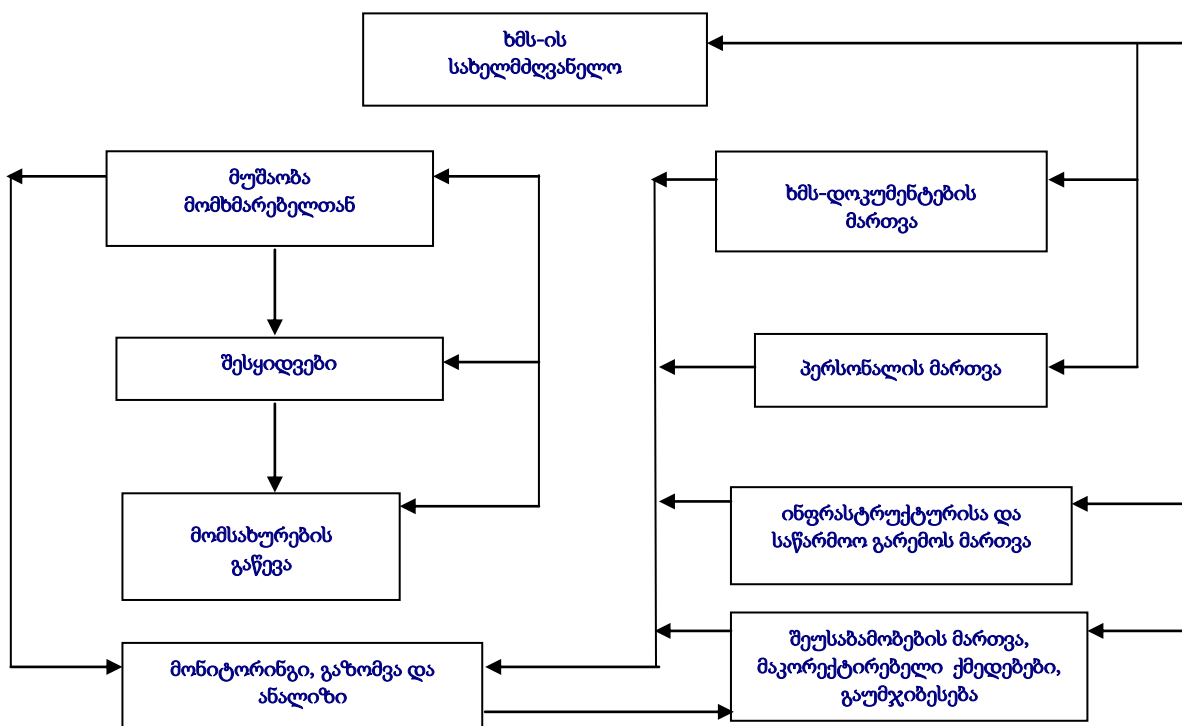 ხმს-ის
სახელმძღვანელო
მუშაობა
მომხმარებელთან
ხმს-დოკუმენტების
მართვა
შესყიდვები
პერსონალის მართვა
მომსახურების
გაწევა
ინფრასტრუქტურისა და
საწარმოო გარემოს მართვა
მონიტორინგი, გაზომვა და
ანალიზი
შეუსაბამობების მართვა,
მაკორექტირებელი ქმედებები,
გაუმჯიბესება